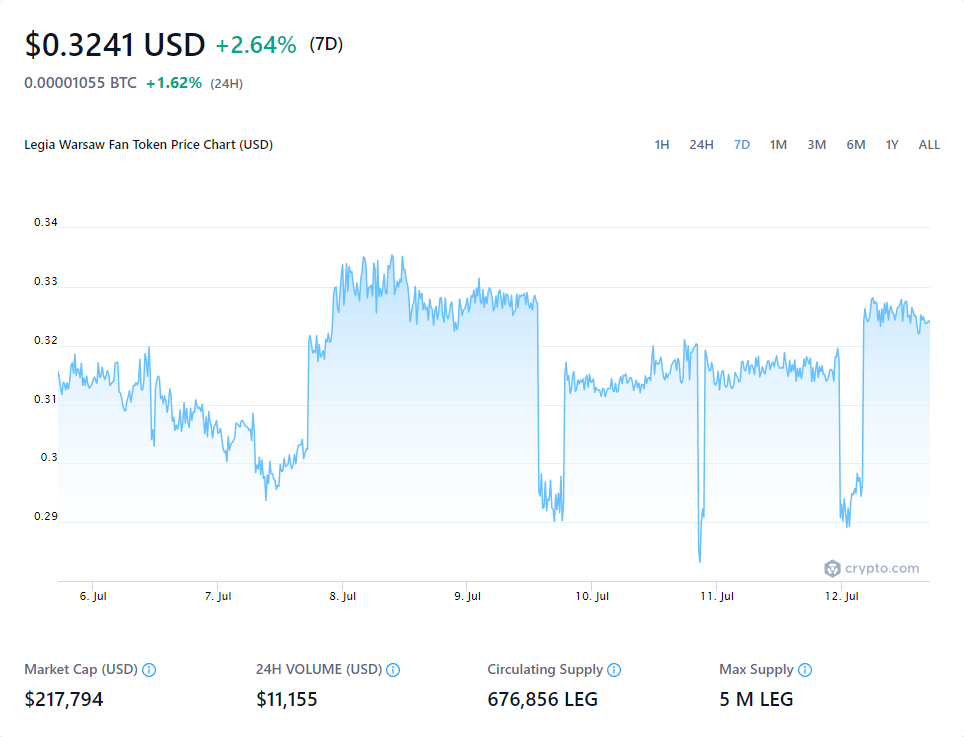 $0.3241 USD +2.64% (7D)
0.00001055 BTC +1.62% (24H)
Legia Warsaw Fan Token Price Chart (USD) 1H 24H 7D 1M 3M 6M 1Y ALL
0.34
0.33
0.32
0.31
0.3
0.29
crypto.com
6. Jul 7. Jul 8. Jul 9. Jul 10. Jul 11. Jul 12. Jul
Market Cap (USD) 24H VOLUME (USD) Circulating Supply Max Supply
$217,794 $11,155 676,856 LEG 5 M LEG